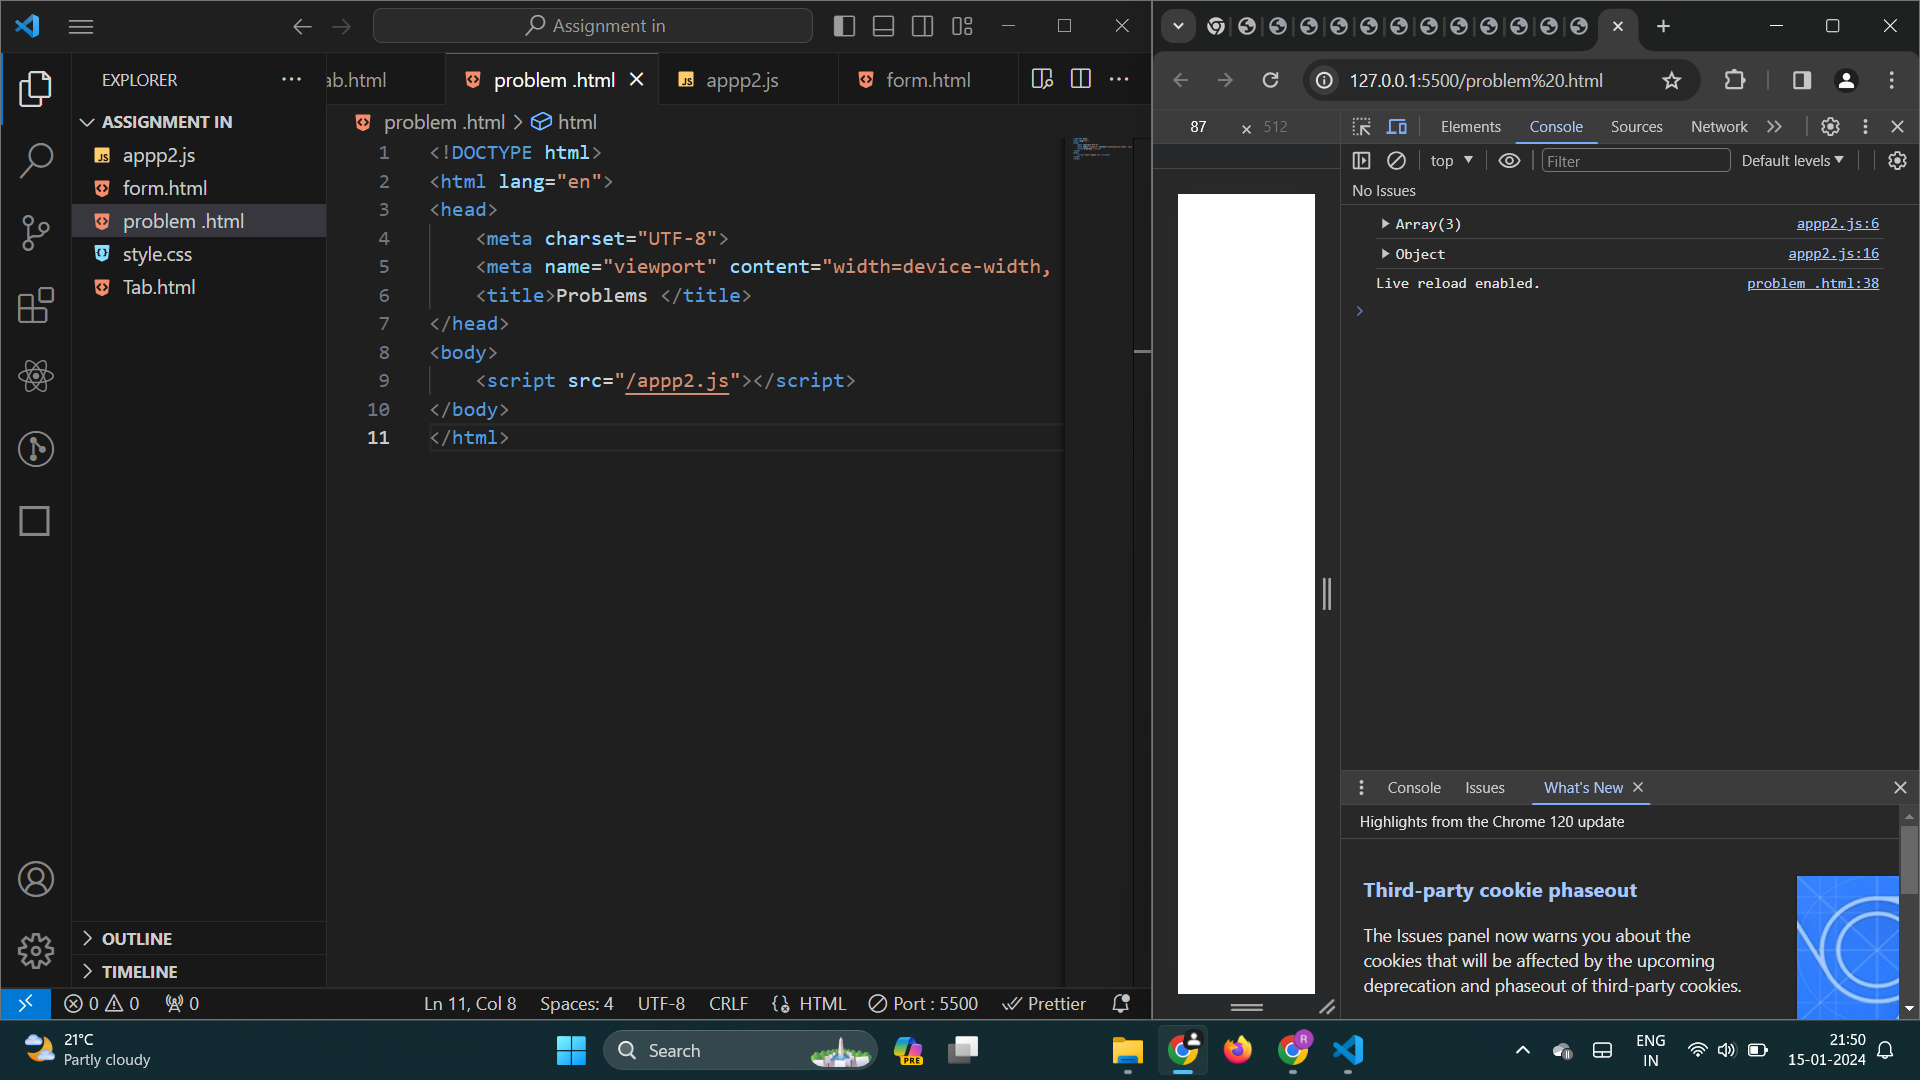 Assignment in
EXPLORER
ASSIGNMENT IN
appp2.js
form.html
problem .html
style.css
Tab.html
OUTLINE
TIMELINE
ab.html
problem .html
appp2.js
form.html
problem .html > html
1 <!DOCTYPE html>
2 <html lang="en">
3 <head>
4 <meta charset="UTF-8">
5 <meta name="viewport" content="width=device-width,
6 <title>Problems </title>
7 </head>
8 <body>
9 <script src="/appp2.js"></script>
10 </body>
11 </html>
0 0 0
Ln 11, Col 8 Spaces: 4 UTF-8 CRLF HTML Port : 5500 Prettier
127.0.0.1:5500/problem%20.html
87 × 512
Elements Console Sources Network
top Filter Default levels
No Issues
Array(3) appp2.js:6
Object appp2.js:16
Live reload enabled. problem .html:38
Console Issues What's New
Highlights from the Chrome 120 update
Third-party cookie phaseout
The Issues panel now warns you about the
cookies that will be affected by the upcoming
deprecation and phaseout of third-party cookies.
21°C
Partly cloudy
Search
PRE
R
ENG
IN
21:50
15-01-2024